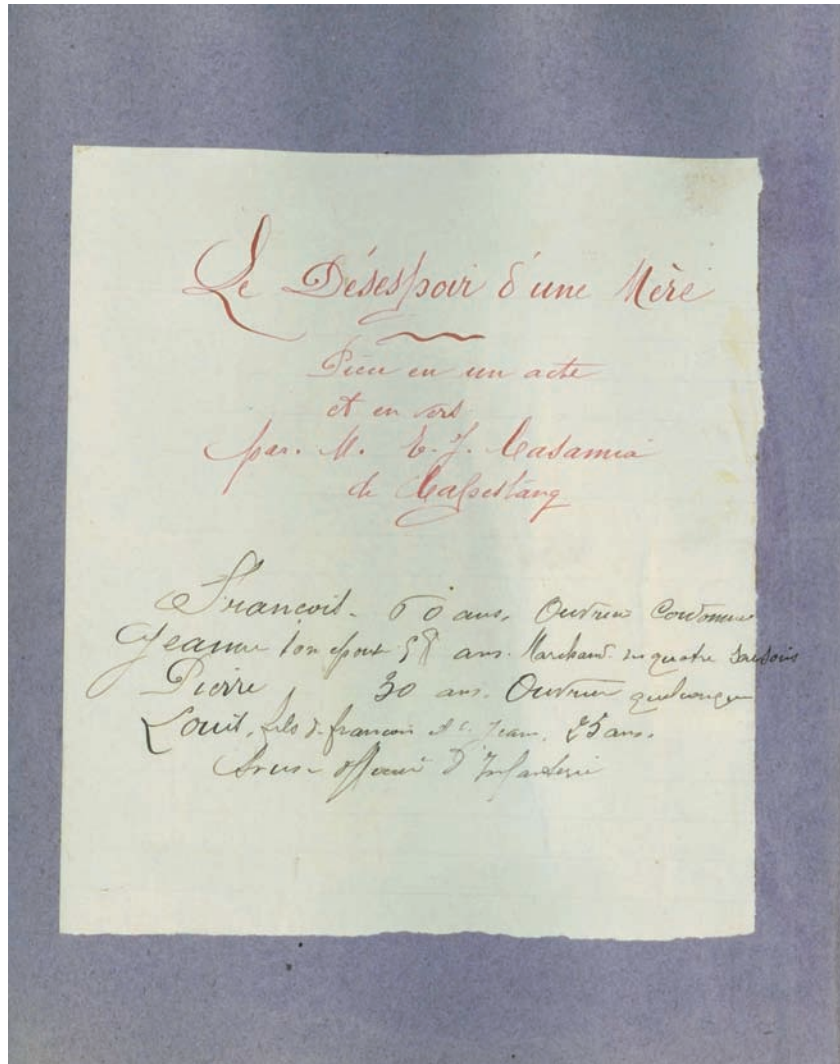 Le Désespoir d'une Mère
Pièce en un acte
et en vers
par. M. E. J. Casamia
de Capestang
François. 60 ans. Ouvrier Cordonnier
Jeanne son épouse 58 ans. Marchande des quatre saisons
Pierre, 30 ans. Ouvrier quelconque
Louis, fils de françois et de Jeanne, 25 ans.
Sous officier d'Infanterie